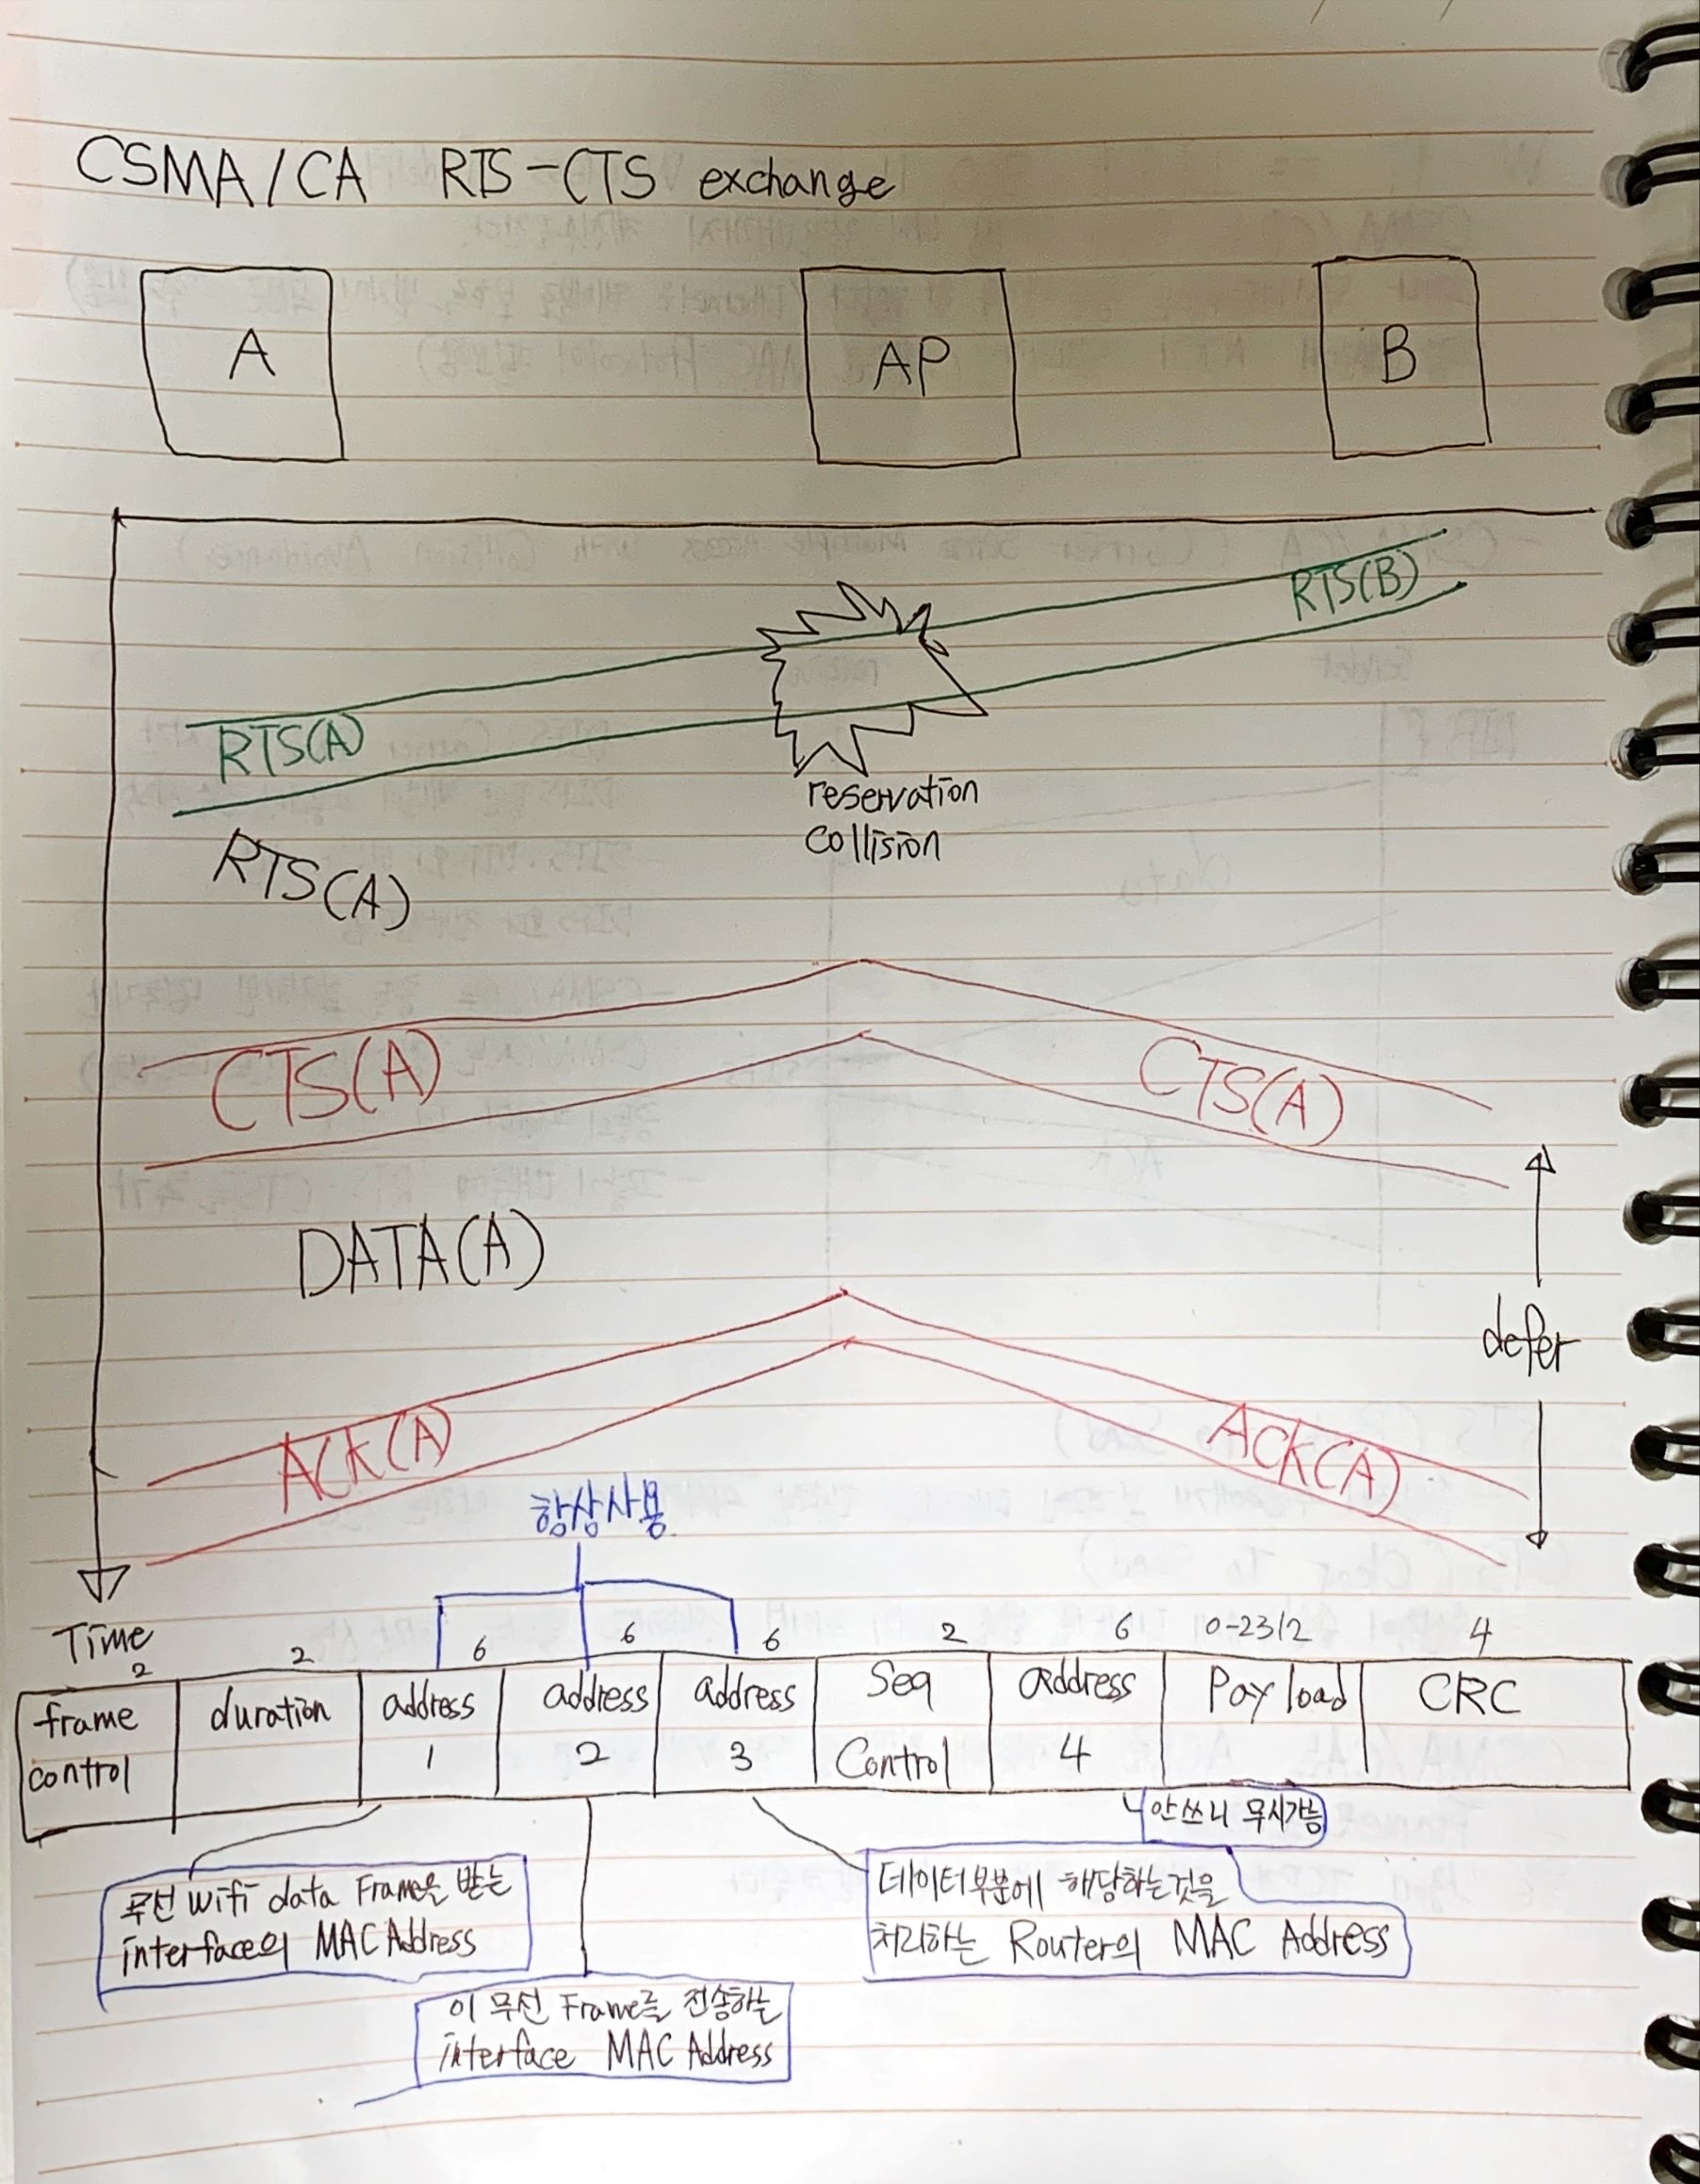 CSMA/CA RTS-CTS exchange
A AP B
RTS(B)
RTS(A)
reservation
collision
RTS(A)
CTS(A) CTS(A)
DATA(A)
defer
ACK(A) ACK(A)
항상사용
Time
2 2 6 6 6 2 6 0-2312 4
frame control
duration
address 1
address 2
address 3
Seq Control
address 4
Pay load
CRC
안쓰니 무시가능
무선 wifi data Frame을 받는
interface의 MAC Address
데이터부분에 해당하는것을
처리하는 Router의 MAC Address
이 무선 Frame를 전송하는
interface MAC Address